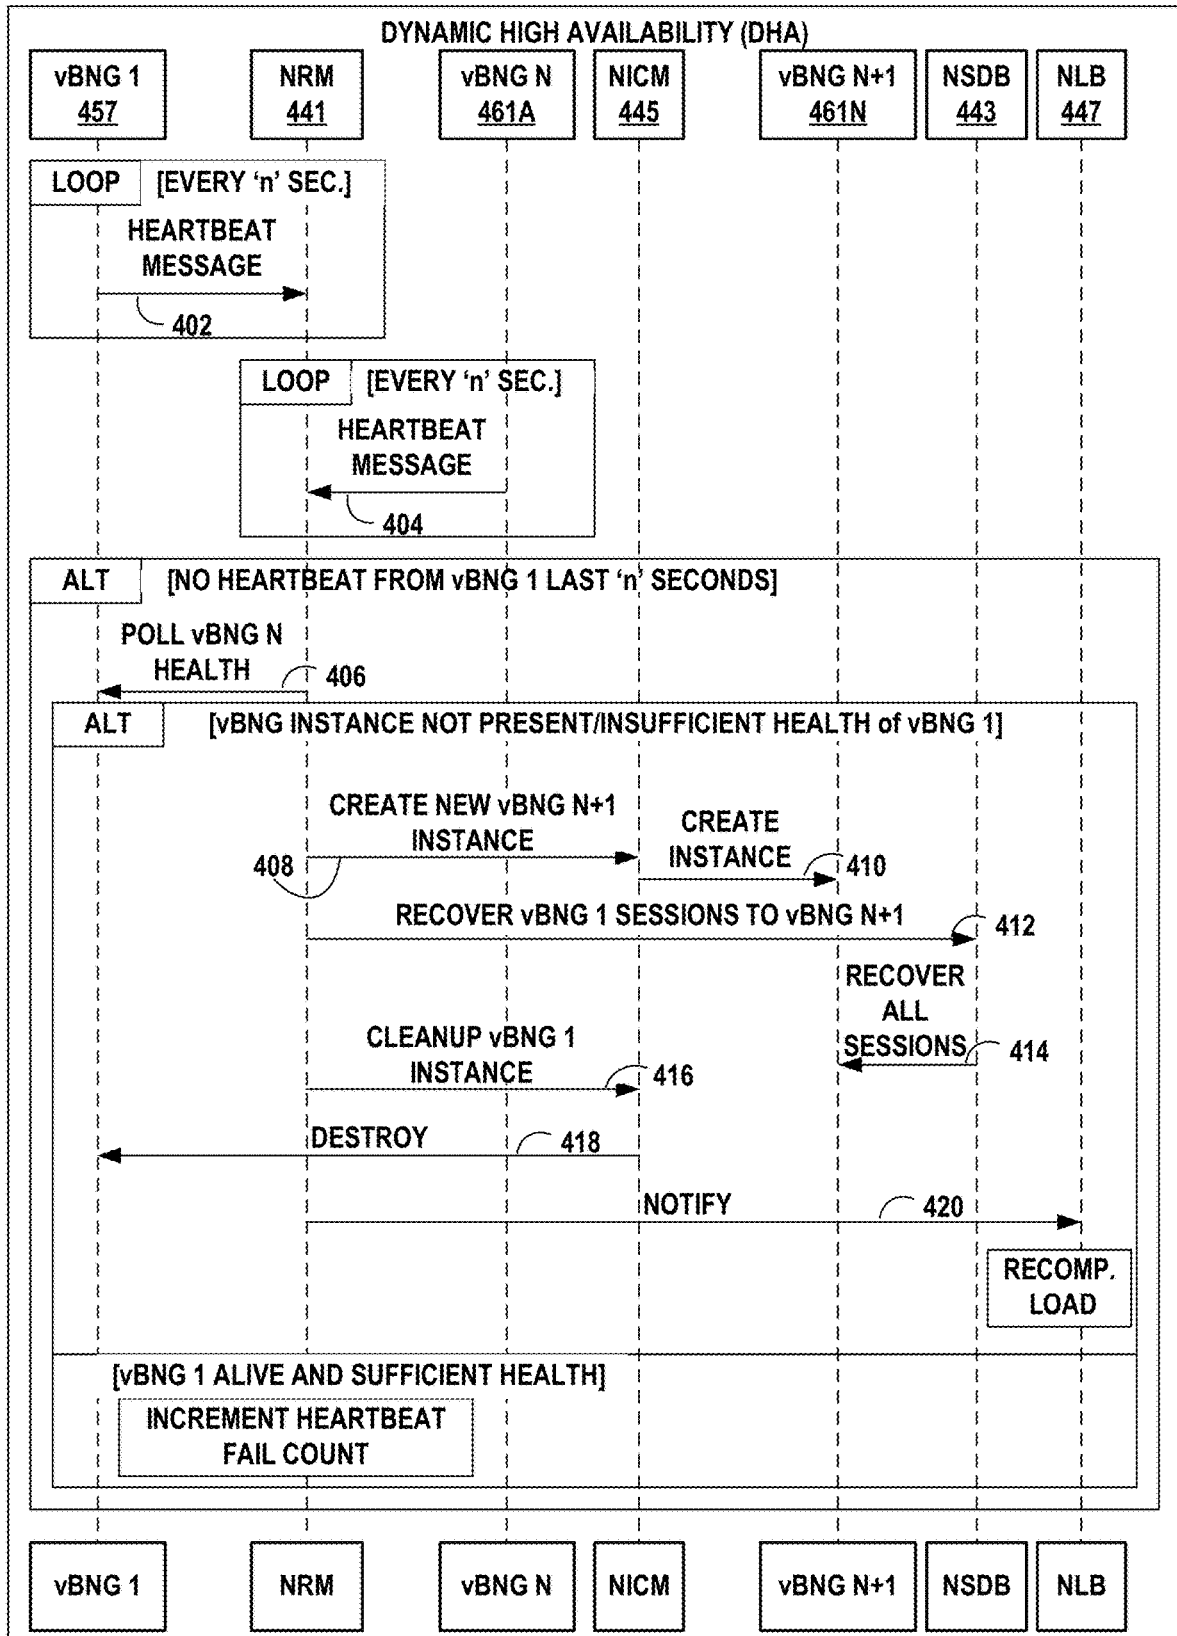 DYNAMIC HIGH AVAILABILITY (DHA)
vBNG 1
457
NRM
441
vBNG N
461A
NICM
445
vBNG N+1
461N
NSDB
443
NLB
447
LOOP [EVERY ‘n’ SEC.]
HEARTBEAT
MESSAGE
402
LOOP [EVERY ‘n’ SEC.]
HEARTBEAT
MESSAGE
404
ALT [NO HEARTBEAT FROM vBNG 1 LAST ‘n’ SECONDS]
POLL vBNG N
HEALTH
406
ALT [vBNG INSTANCE NOT PRESENT/INSUFFICIENT HEALTH of vBNG 1]
CREATE NEW vBNG N+1
INSTANCE
408
CREATE
INSTANCE
410
RECOVER vBNG 1 SESSIONS TO vBNG N+1
412
RECOVER
ALL
SESSIONS
414
CLEANUP vBNG 1
INSTANCE
416
DESTROY
418
NOTIFY
420
RECOMP.
LOAD
[vBNG 1 ALIVE AND SUFFICIENT HEALTH]
INCREMENT HEARTBEAT
FAIL COUNT
vBNG 1
NRM
vBNG N
NICM
vBNG N+1
NSDB
NLB